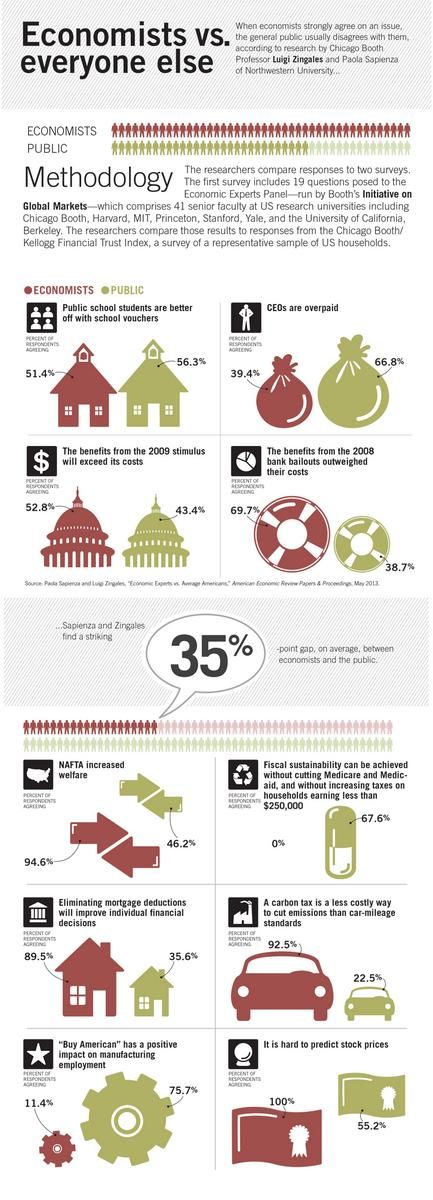 Economists vs.
everyone else
When economists strongly agree on an issue,
the general public usually disagrees with them,
according to research by Chicago Booth
Professor Luigi Zingales and Paola Sapienza
of Northwestern University...
ECONOMISTS
PUBLIC
Methodology
The researchers compare responses to two surveys.
The first survey includes 19 questions posed to the
Economic Experts Panel—run by Booth's Initiative on
Global Markets—which comprises 41 senior faculty at US research universities including
Chicago Booth, Harvard, MIT, Princeton, Stanford, Yale, and the University of California,
Berkeley. The researchers compare those results to responses from the Chicago Booth/
Kellogg Financial Trust Index, a survey of a representative sample of US households.
ECONOMISTS PUBLIC
Public school students are better
off with school vouchers
PERCENT OF
RESPONDENTS
AGREEING
51.4%
56.3%
CEOs are overpaid
PERCENT OF
RESPONDENTS
AGREEING
39.4%
66.8%
The benefits from the 2009 stimulus
will exceed its costs
PERCENT OF
RESPONDENTS
AGREEING
52.8%
43.4%
The benefits from the 2008
bank bailouts outweighed
their costs
PERCENT OF
RESPONDENTS
AGREEING
69.7%
38.7%
Source: Paola Sapienza and Luigi Zingales, "Economic Experts vs. Average Americans," American Economic Review Papers & Proceedings, May 2013.
...Sapienza and Zingales
find a striking
35%
-point gap, on average, between
economists and the public.
NAFTA increased
welfare
PERCENT OF
RESPONDENTS
AGREEING
94.6%
46.2%
Fiscal sustainability can be achieved
without cutting Medicare and Medic-
aid, and without increasing taxes on
households earning less than
$250,000
PERCENT OF
RESPONDENTS
AGREEING
0%
67.6%
Eliminating mortgage deductions
will improve individual financial
decisions
PERCENT OF
RESPONDENTS
AGREEING
89.5%
35.6%
A carbon tax is a less costly way
to cut emissions than car-mileage
standards
PERCENT OF
RESPONDENTS
AGREEING
92.5%
22.5%
"Buy American" has a positive
impact on manufacturing
employment
PERCENT OF
RESPONDENTS
AGREEING
11.4%
75.7%
It is hard to predict stock prices
PERCENT OF
RESPONDENTS
AGREEING
100%
55.2%